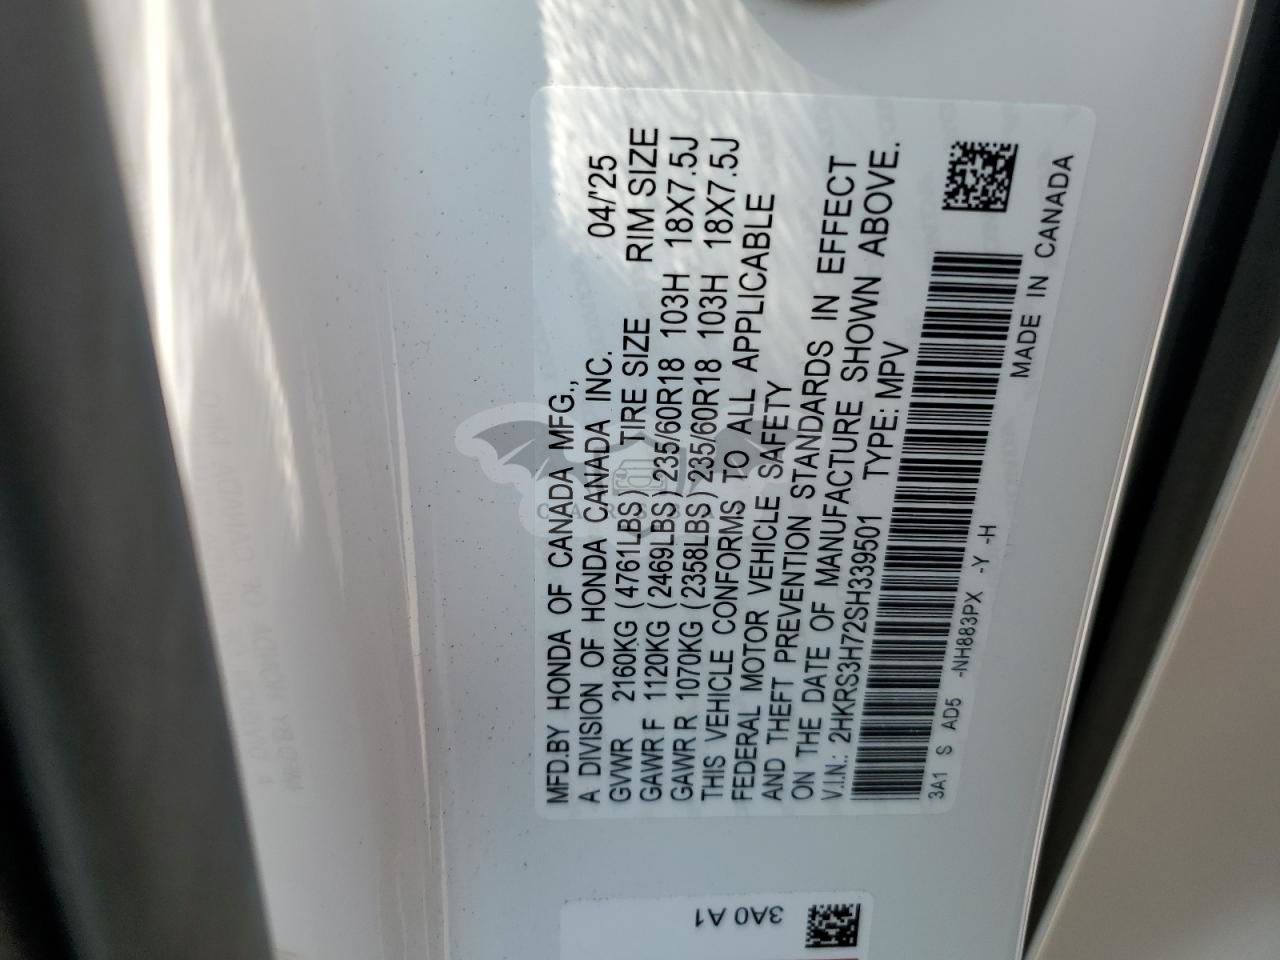 MFD.BY HONDA OF CANADA MFG.,
A DIVISION OF HONDA CANADA INC. 04/'25
GVWR 2160KG (4761LBS) TIRE SIZE RIM SIZE
GAWR F 1120KG (2469LBS) 235/60R18 103H 18X7.5J
GAWR R 1070KG (2358LBS) 235/60R18 103H 18X7.5J
THIS VEHICLE CONFORMS TO ALL APPLICABLE
FEDERAL MOTOR VEHICLE SAFETY
AND THEFT PREVENTION STANDARDS IN EFFECT
ON THE DATE OF MANUFACTURE SHOWN ABOVE.
V.I.N.: 2HKRS3H72SH339501 TYPE: MPV
3A1 S AD5 -NH883PX -Y -H
MADE IN CANADA
3A0 A1